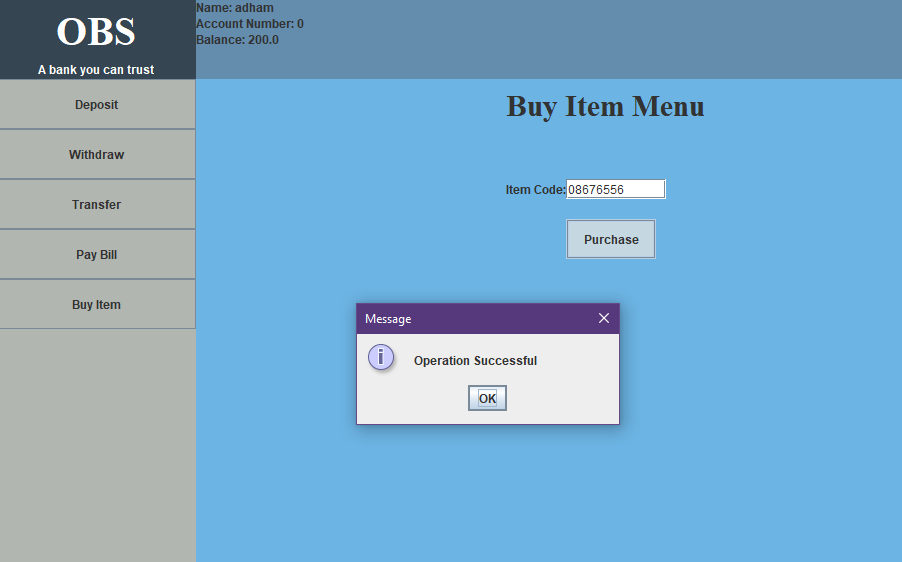 OBS
A bank you can trust
Name: adham
Account Number: 0
Balance: 200.0
Deposit
Withdraw
Transfer
Pay Bill
Buy Item
Buy Item Menu
Item Code: 08676556
Purchase
Message
i
Operation Successful
OK